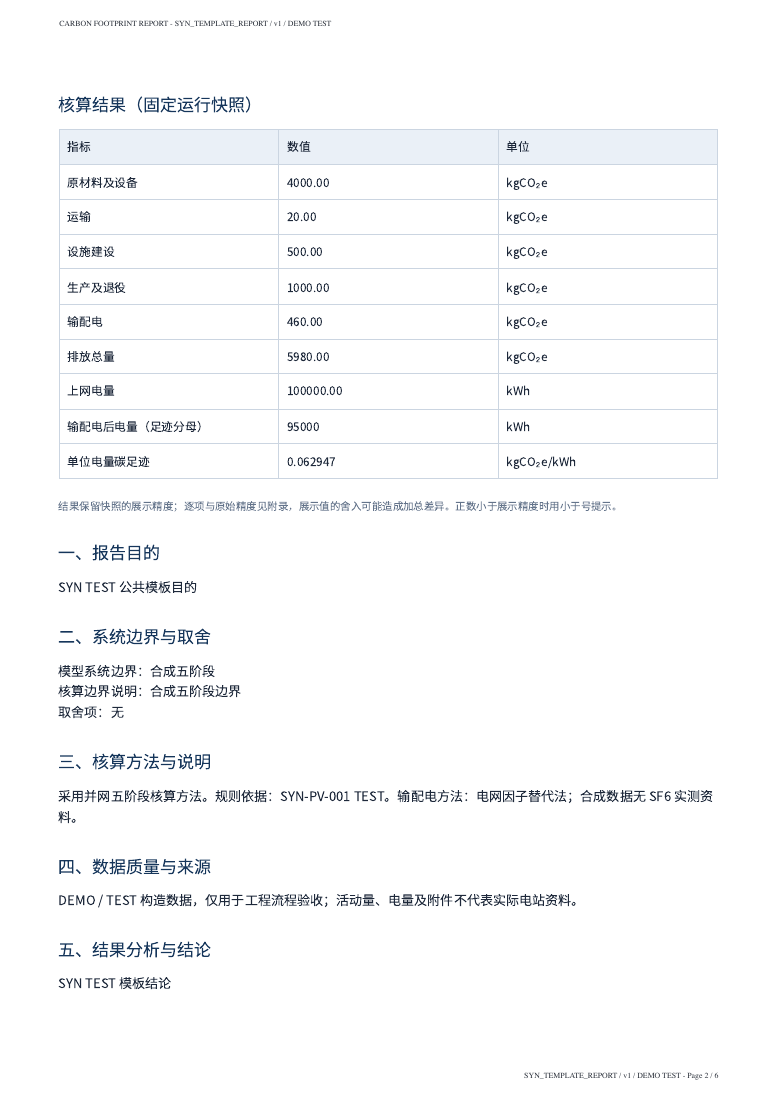 CARBON FOOTPRINT REPORT - SYN_TEMPLATE_REPORT / v1 / DEMO TEST
核算结果（固定运行快照）
指标 数值 单位
原材料及设备 4000.00 kgCO₂e
运输 20.00 kgCO₂e
设施建设 500.00 kgCO₂e
生产及退役 1000.00 kgCO₂e
输配电 460.00 kgCO₂e
排放总量 5980.00 kgCO₂e
上网电量 100000.00 kWh
输配电后电量（足迹分母） 95000 kWh
单位电量碳足迹 0.062947 kgCO₂e/kWh
结果保留快照的展示精度；逐项与原始精度见附录，展示值的舍入可能造成加总差异。正数小于展示精度时用小于号提示。
一、报告目的
SYN TEST 公共模板目的
二、系统边界与取舍
模型系统边界：合成五阶段
核算边界说明：合成五阶段边界
取舍项：无
三、核算方法与说明
采用并网五阶段核算方法。规则依据：SYN-PV-001 TEST。输配电方法：电网因子替代法；合成数据无 SF6 实测资
料。
四、数据质量与来源
DEMO / TEST 构造数据，仅用于工程流程验收；活动量、电量及附件不代表实际电站资料。
五、结果分析与结论
SYN TEST 模板结论
SYN_TEMPLATE_REPORT / v1 / DEMO TEST - Page 2 / 6